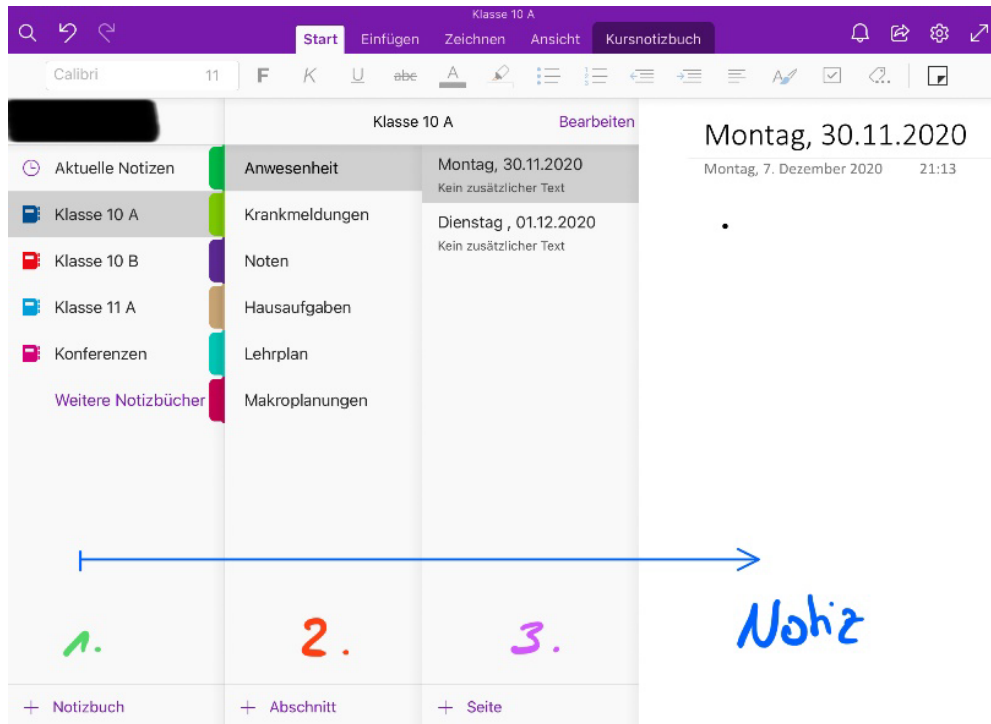 Klasse 10 A
Start Einfügen Zeichnen Ansicht Kursnotizbuch
Calibri 11 F K U abc A
Klasse 10 A Bearbeiten
Aktuelle Notizen
Klasse 10 A
Klasse 10 B
Klasse 11 A
Konferenzen
Weitere Notizbücher
Anwesenheit
Krankmeldungen
Noten
Hausaufgaben
Lehrplan
Makroplanungen
Montag, 30.11.2020
Kein zusätzlicher Text
Dienstag , 01.12.2020
Kein zusätzlicher Text
Montag, 30.11.2020
Montag, 7. Dezember 2020 21:13
1. 2. 3. Notiz
+ Notizbuch + Abschnitt + Seite